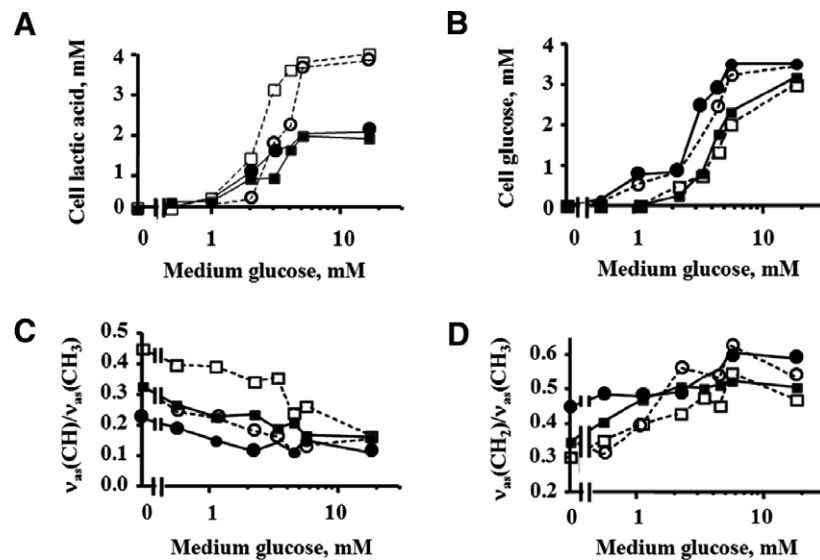 A
Cell lactic acid, mM
4
3
2
1
0
0 1 10
Medium glucose, mM
B
Cell glucose, mM
4
3
2
1
0
0 1 10
Medium glucose, mM
C
νas(CH)/νas(CH3)
0.5
0.4
0.3
0.2
0.1
0.0
0 1 10
Medium glucose, mM
D
νas(CH2)/νas(CH3)
0.6
0.5
0.4
0.3
0.2
0 1 10
Medium glucose, mM